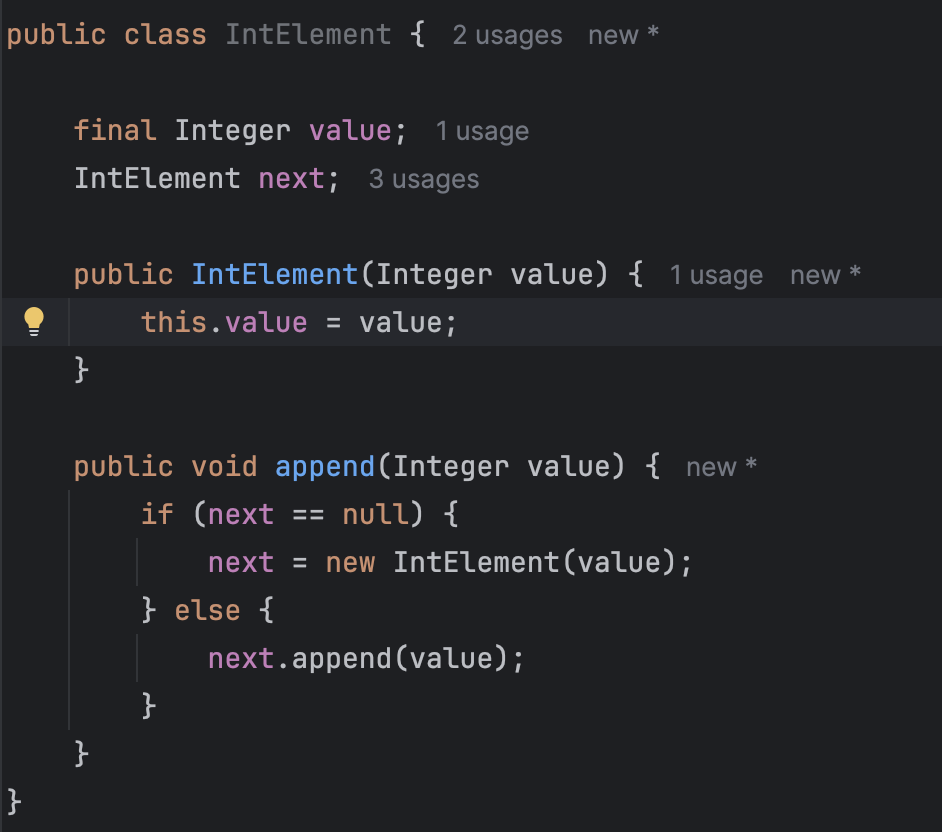 public class IntElement {  2 usages  new *
    final Integer value;  1 usage
    IntElement next;  3 usages
    public IntElement(Integer value) {  1 usage  new *
        this.value = value;
    }
    public void append(Integer value) {  new *
        if (next == null) {
            next = new IntElement(value);
        } else {
            next.append(value);
        }
    }
}